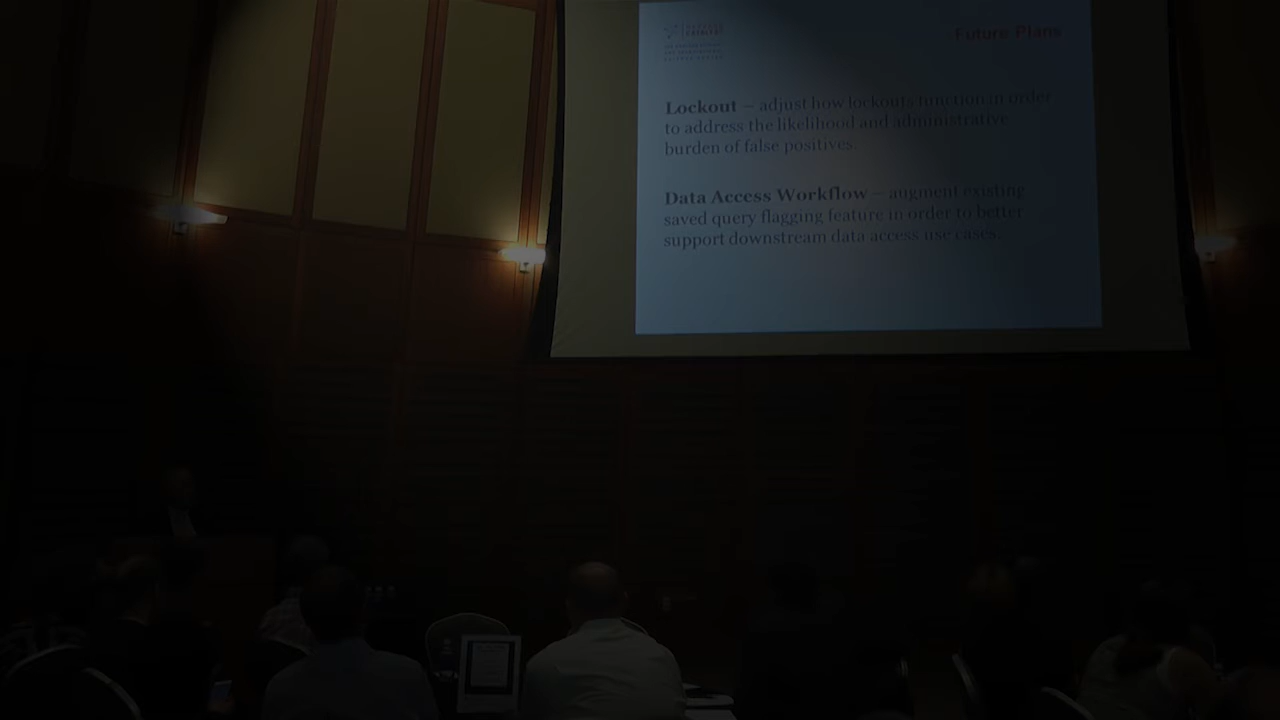 Future Plans
Lockout — adjust how lockouts function in order
to address the likelihood and administrative
burden of false positives
Data Access Workflow — augment existing
saved query flagging feature in order to better
support downstream data access use cases.